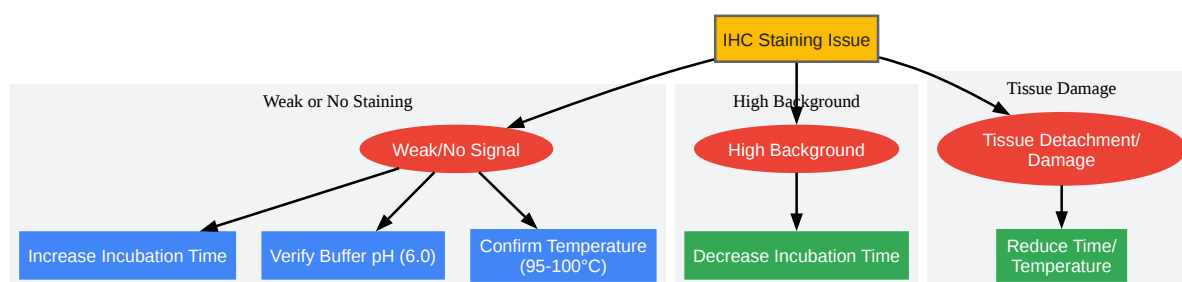 IHC Staining Issue
Weak or No Staining
High Background
Tissue Damage
Weak/No Signal
High Background
Tissue Detachment/
Damage
Increase Incubation Time
Verify Buffer pH (6.0)
Confirm Temperature
(95-100°C)
Decrease Incubation Time
Reduce Time/
Temperature